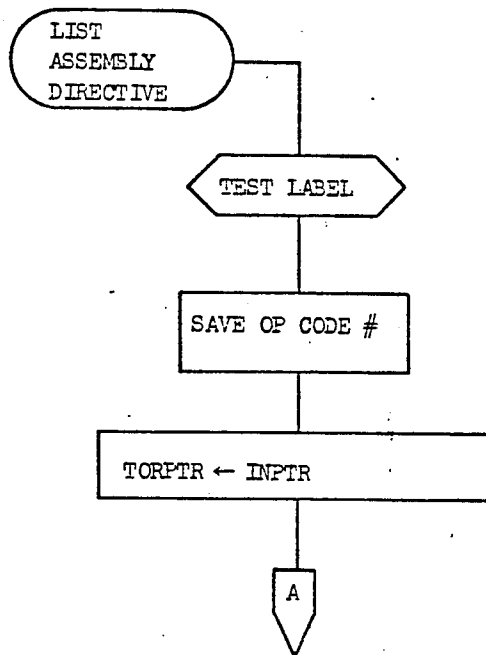 LIST
ASSEMBLY
DIRECTIVE
TEST LABEL
SAVE OP CODE #
TORPTR ← INPTR
A